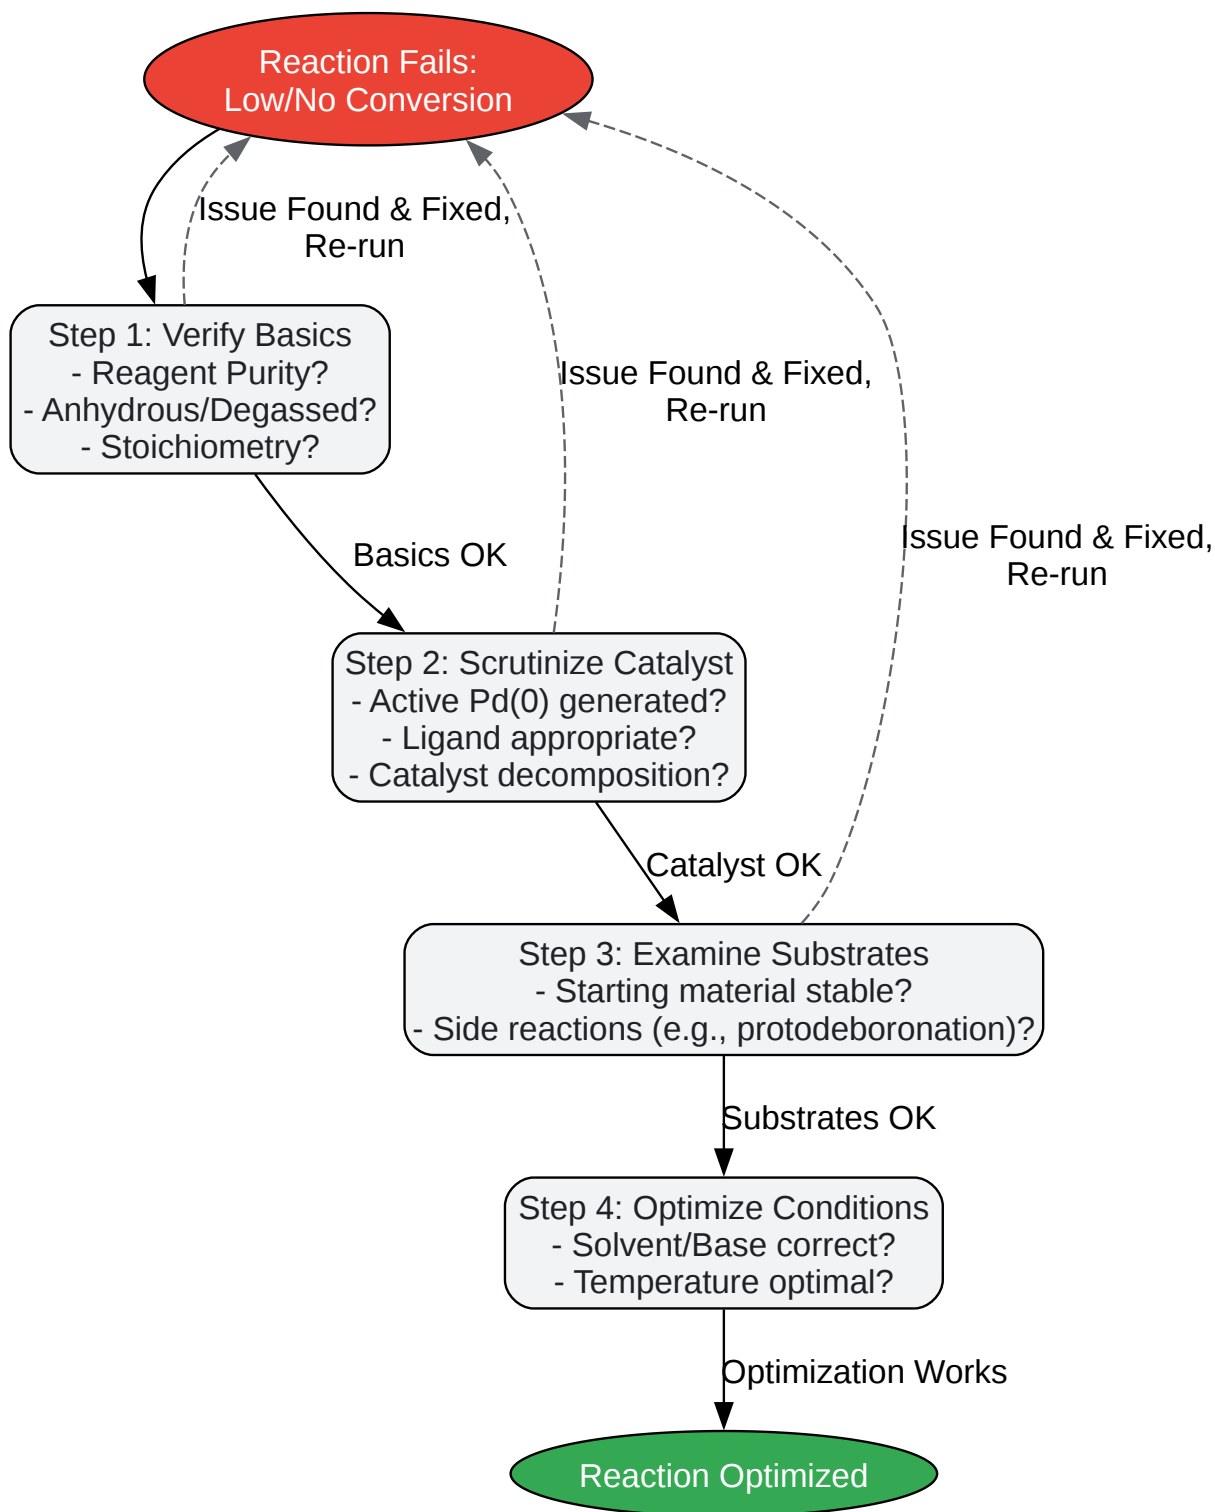 Reaction Fails:
Low/No Conversion
Issue Found & Fixed,
Re-run
Step 1: Verify Basics
- Reagent Purity?
- Anhydrous/Degassed?
- Stoichiometry?
Issue Found & Fixed,
Re-run
Basics OK
Issue Found & Fixed,
Re-run
Step 2: Scrutinize Catalyst
- Active Pd(0) generated?
- Ligand appropriate?
- Catalyst decomposition?
Catalyst OK
Step 3: Examine Substrates
- Starting material stable?
- Side reactions (e.g., protodeboronation)?
Substrates OK
Step 4: Optimize Conditions
- Solvent/Base correct?
- Temperature optimal?
Optimization Works
Reaction Optimized